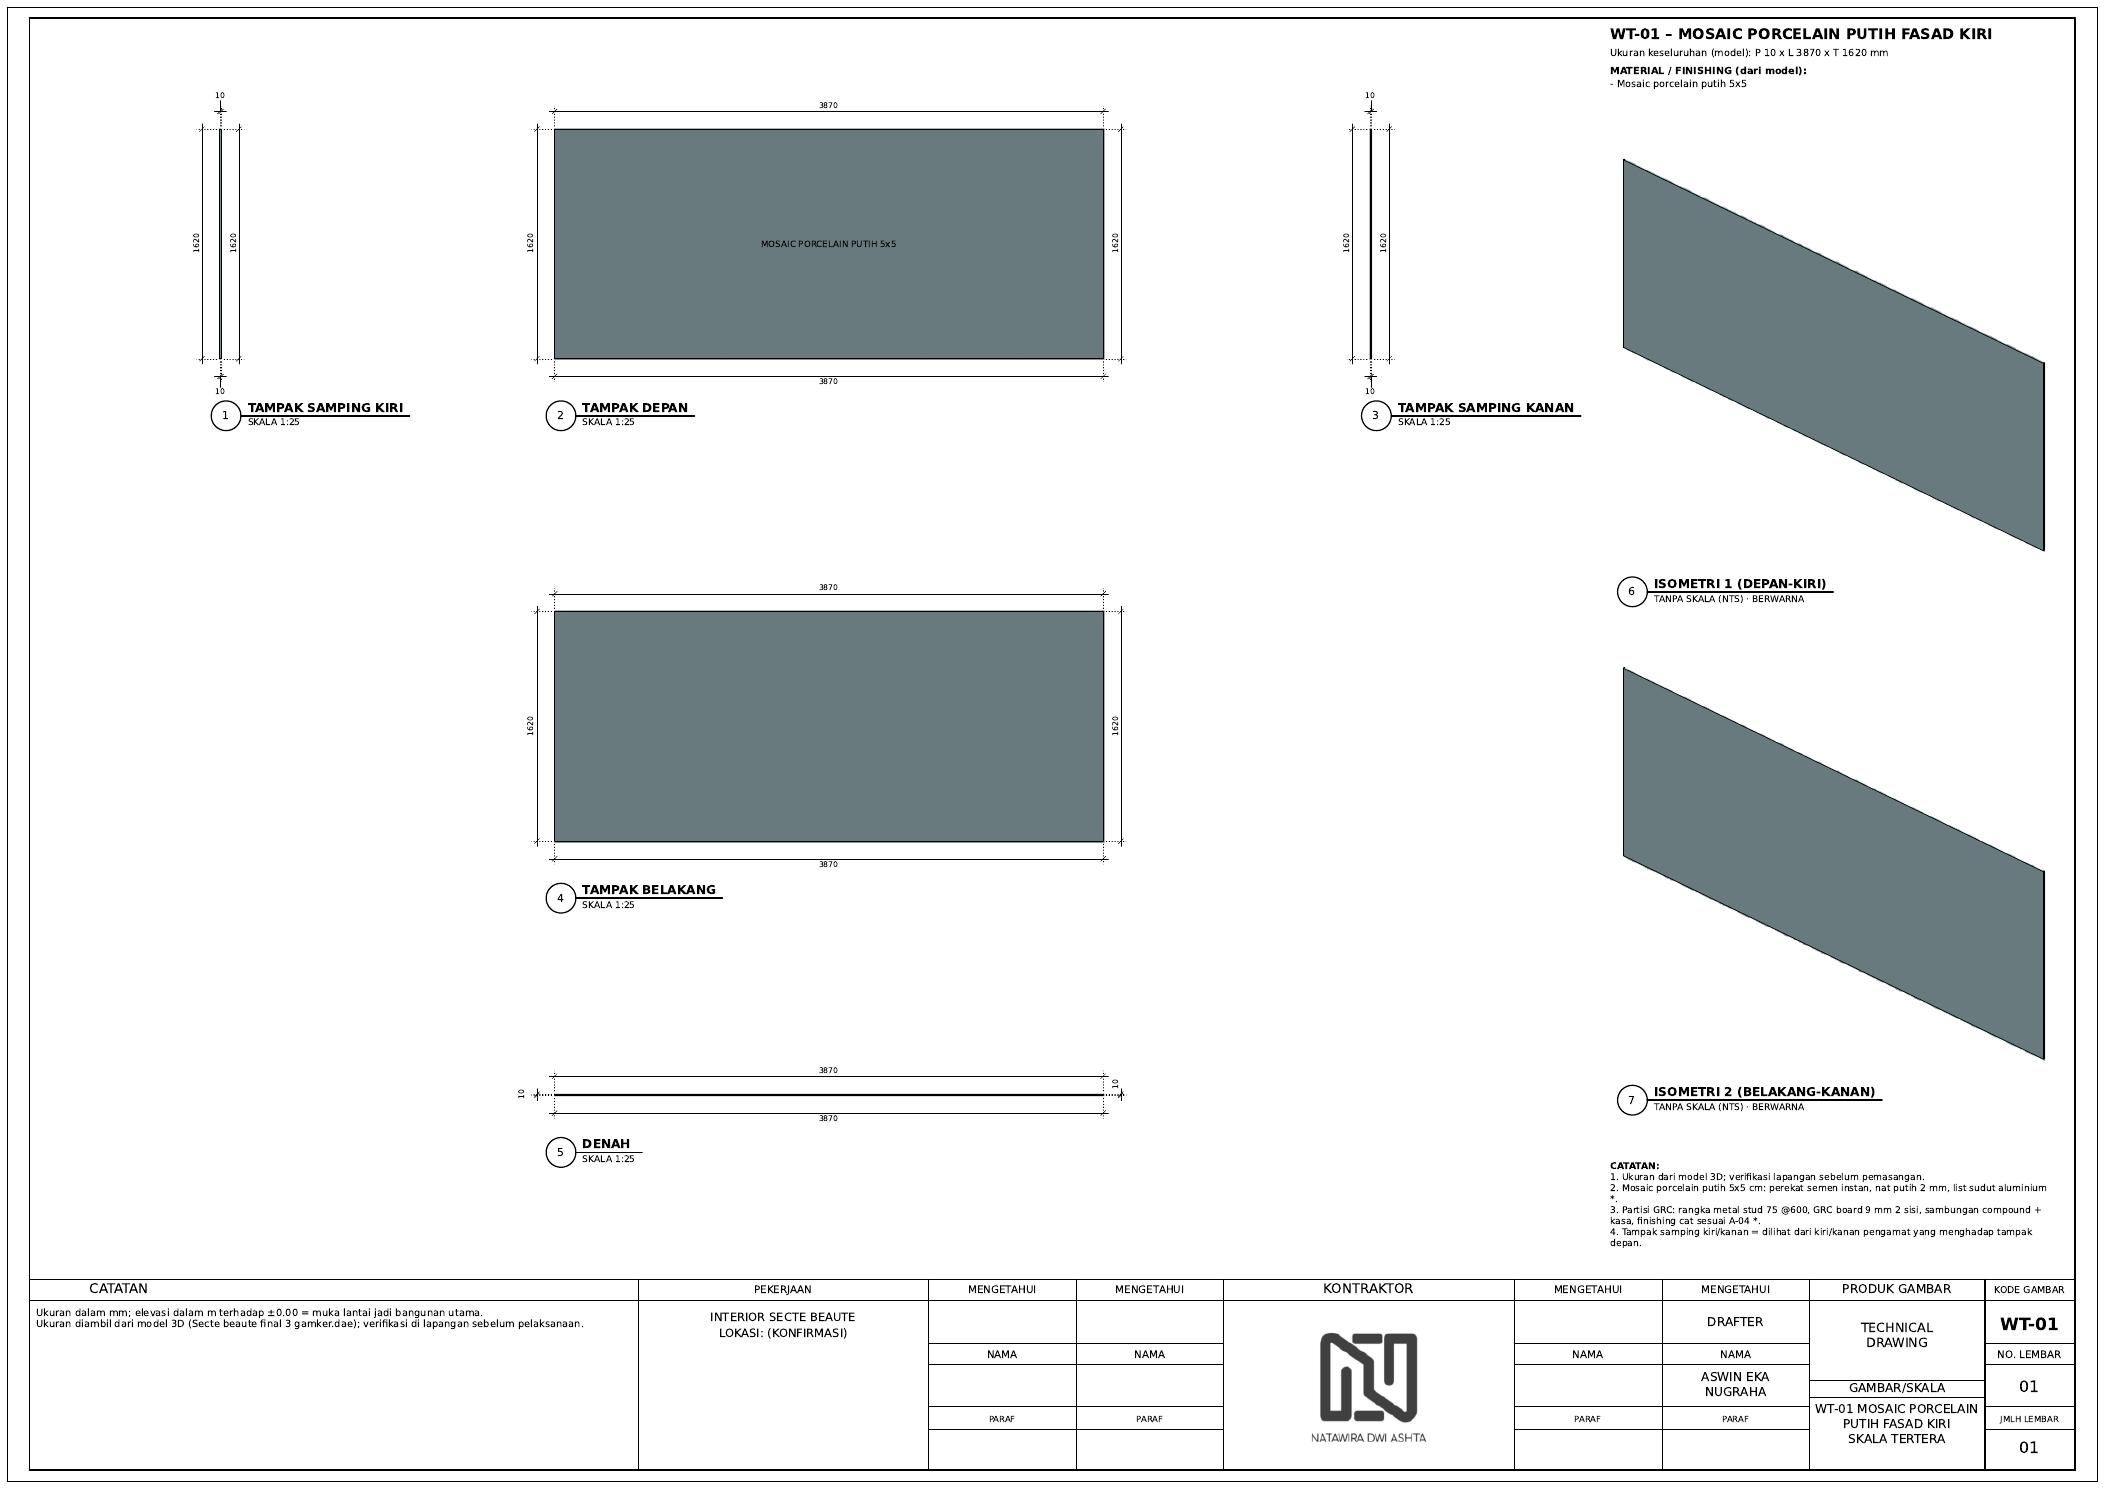 WT-01 – MOSAIC PORCELAIN PUTIH FASAD KIRI
Ukuran keseluruhan (model): P 10 x L 3870 x T 1620 mm
MATERIAL / FINISHING (dari model):
- Mosaic porcelain putih 5x5
10
1620
1620
10
1 TAMPAK SAMPING KIRI
SKALA 1:25
3870
1620
MOSAIC PORCELAIN PUTIH 5x5
1620
3870
2 TAMPAK DEPAN
SKALA 1:25
10
1620
1620
10
3 TAMPAK SAMPING KANAN
SKALA 1:25
6 ISOMETRI 1 (DEPAN-KIRI)
TANPA SKALA (NTS) · BERWARNA
3870
1620
1620
3870
4 TAMPAK BELAKANG
SKALA 1:25
7 ISOMETRI 2 (BELAKANG-KANAN)
TANPA SKALA (NTS) · BERWARNA
3870
10
10
3870
5 DENAH
SKALA 1:25
CATATAN:
1. Ukuran dari model 3D; verifikasi lapangan sebelum pemasangan.
2. Mosaic porcelain putih 5x5 cm: perekat semen instan, nat putih 2 mm, list sudut aluminium
*.
3. Partisi GRC: rangka metal stud 75 @600, GRC board 9 mm 2 sisi, sambungan compound +
kasa, finishing cat sesuai A-04 *.
4. Tampak samping kiri/kanan = dilihat dari kiri/kanan pengamat yang menghadap tampak
depan.
CATATAN
Ukuran dalam mm; elevasi dalam m terhadap ±0.00 = muka lantai jadi bangunan utama.
Ukuran diambil dari model 3D (Secte beaute final 3 gamker.dae); verifikasi di lapangan sebelum pelaksanaan.
PEKERJAAN
INTERIOR SECTE BEAUTE
LOKASI: (KONFIRMASI)
MENGETAHUI
NAMA
PARAF
MENGETAHUI
NAMA
PARAF
KONTRAKTOR
NATAWIRA DWI ASHTA
MENGETAHUI
NAMA
PARAF
MENGETAHUI
DRAFTER
NAMA
ASWIN EKA
NUGRAHA
PARAF
PRODUK GAMBAR
TECHNICAL
DRAWING
GAMBAR/SKALA
WT-01 MOSAIC PORCELAIN
PUTIH FASAD KIRI
SKALA TERTERA
KODE GAMBAR
WT-01
NO. LEMBAR
01
JMLH LEMBAR
01